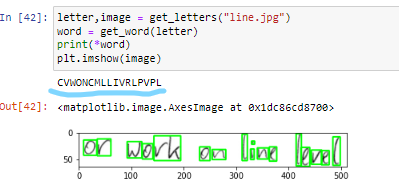 In [42]: letter,image = get_letters("line.jpg")
word = get_word(letter)
print(*word)
plt.imshow(image)
CVWONCMLLIVRLPVPL
Out[42]: <matplotlib.image.AxesImage at 0x1dc86cd8700>
0
or work on line level
50
0 100 200 300 400 500